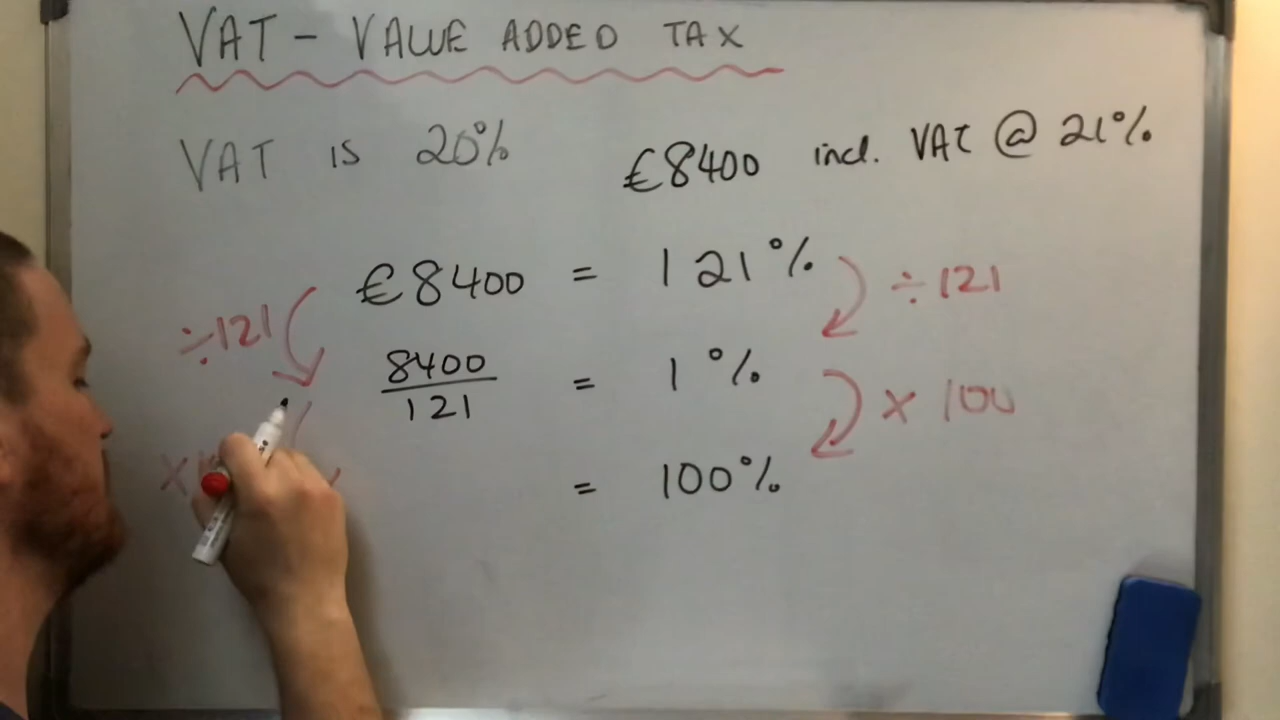 VAT - VALUE ADDED TAX
VAT IS 20%
€8400 incl. VAT @ 21%
€8400 = 121%
÷121
÷121
8400
121
= 1%
× 100
×
= 100%